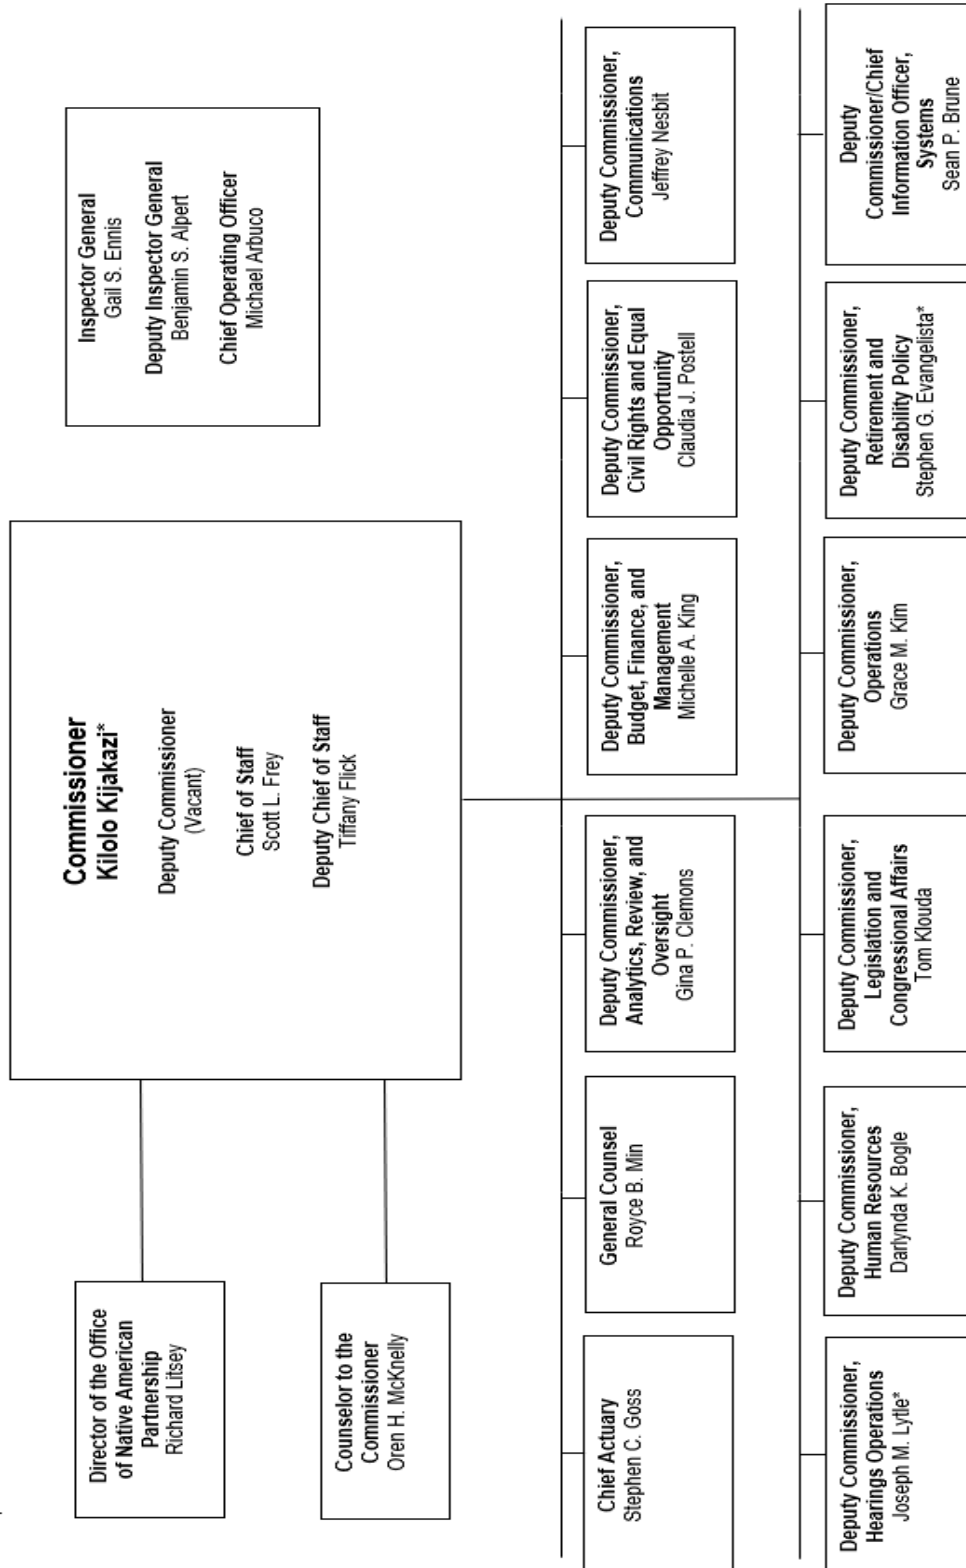 Director of the Office
of Native American
Partnership
Richard Litsey
Counselor to the
Commissioner
Oren H. McKnelly
Commissioner
Kilolo Kijakazi*
Deputy Commissioner
(Vacant)
Chief of Staff
Scott L. Frey
Deputy Chief of Staff
Tiffany Flick
Inspector General
Gail S. Ennis
Deputy Inspector General
Benjamin S. Alpert
Chief Operating Officer
Michael Arbuco
Chief Actuary
Stephen C. Goss
General Counsel
Royce B. Min
Deputy Commissioner,
Analytics, Review, and
Oversight
Gina P. Clemons
Deputy Commissioner,
Budget, Finance, and
Management
Michelle A. King
Deputy Commissioner,
Civil Rights and Equal
Opportunity
Claudia J. Postell
Deputy Commissioner,
Communications
Jeffrey Nesbit
Deputy Commissioner,
Hearings Operations
Joseph M. Lytle*
Deputy Commissioner,
Human Resources
Darlynda K. Bogle
Deputy Commissioner,
Legislation and
Congressional Affairs
Tom Klouda
Deputy Commissioner,
Operations
Grace M. Kim
Deputy Commissioner,
Retirement and
Disability Policy
Stephen G. Evangelista*
Deputy
Commissioner/Chief
Information Officer,
Systems
Sean P. Brune